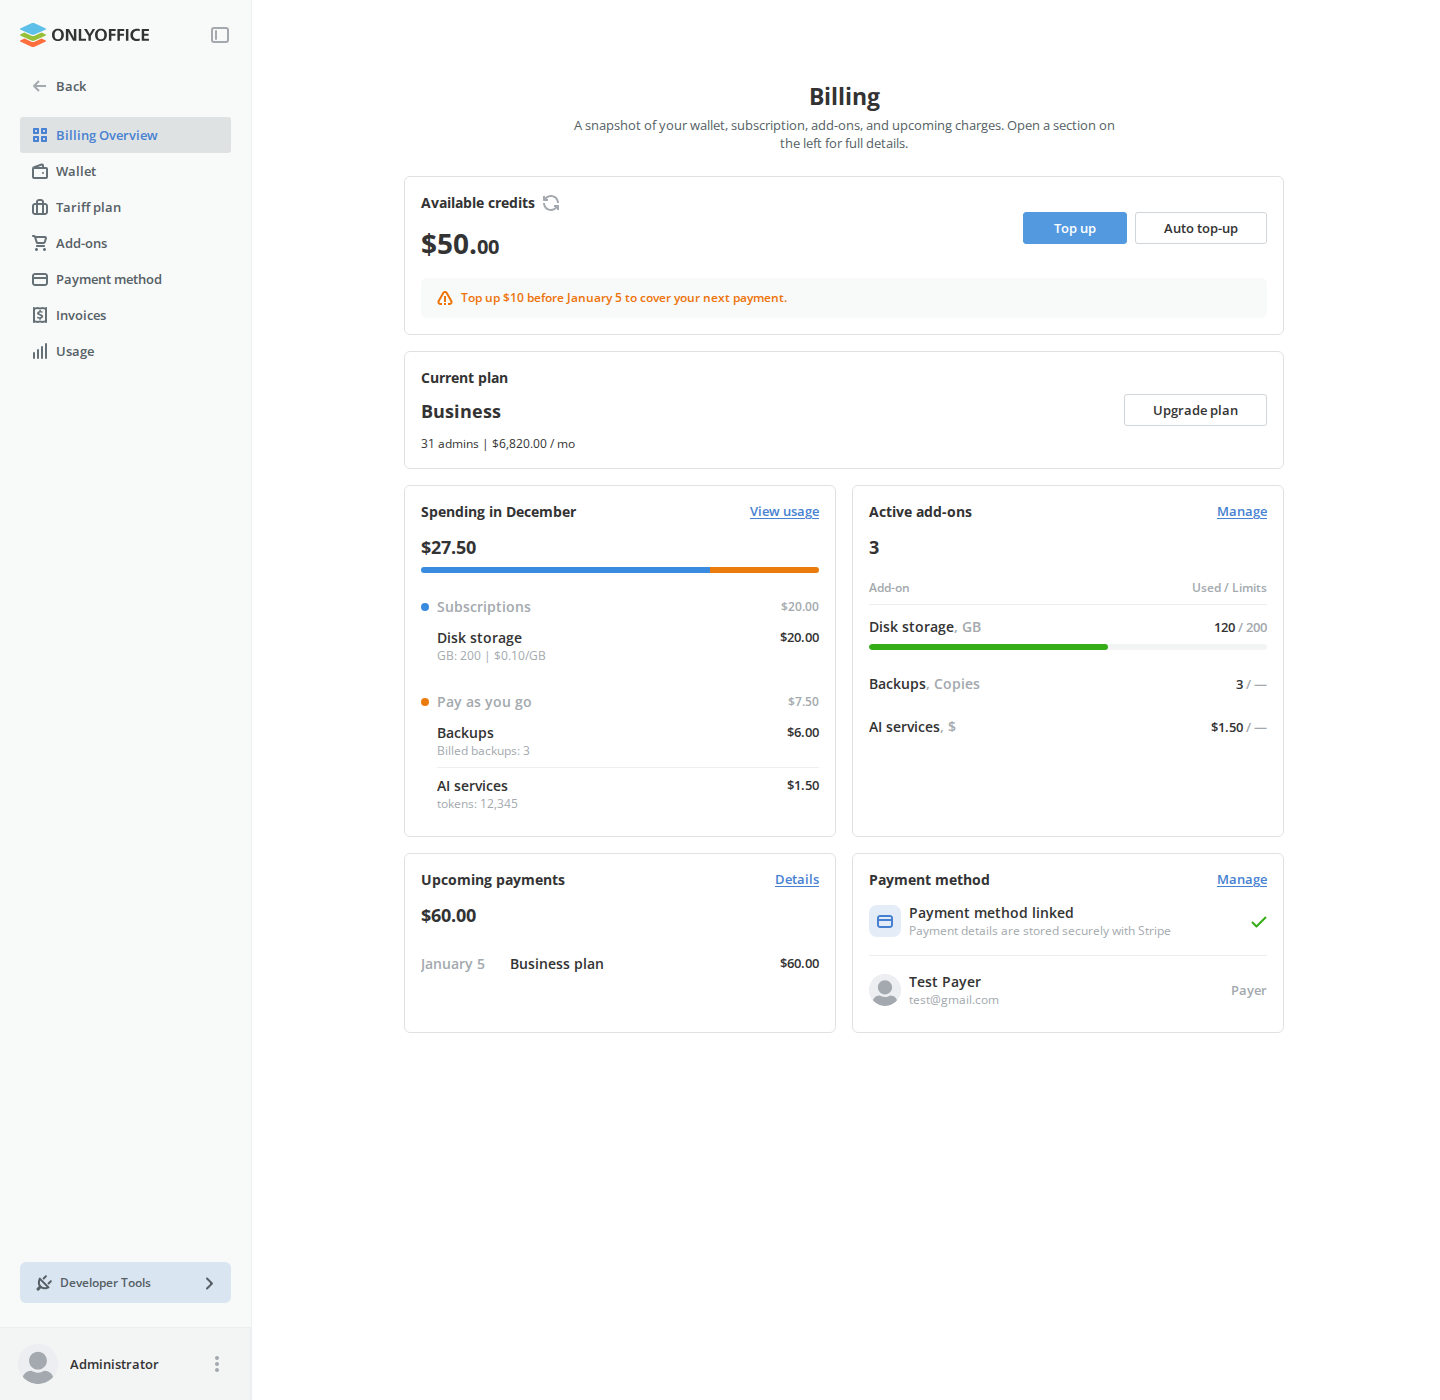 ONLYOFFICE
Back
Billing Overview
Wallet
Tariff plan
Add-ons
Payment method
Invoices
Usage
Developer Tools
Administrator
Billing
A snapshot of your wallet, subscription, add-ons, and upcoming charges. Open a section on
the left for full details.
Available credits
$50.00
Top up
Auto top-up
Top up $10 before January 5 to cover your next payment.
Current plan
Business
31 admins | $6,820.00 / mo
Upgrade plan
Spending in December View usage
$27.50
Subscriptions $20.00
Disk storage $20.00
GB: 200 | $0.10/GB
Pay as you go $7.50
Backups $6.00
Billed backups: 3
AI services $1.50
tokens: 12,345
Active add-ons Manage
3
Add-on Used / Limits
Disk storage, GB 120 / 200
Backups, Copies 3 / —
AI services, $ $1.50 / —
Upcoming payments Details
$60.00
January 5 Business plan $60.00
Payment method Manage
Payment method linked
Payment details are stored securely with Stripe
Test Payer
test@gmail.com
Payer